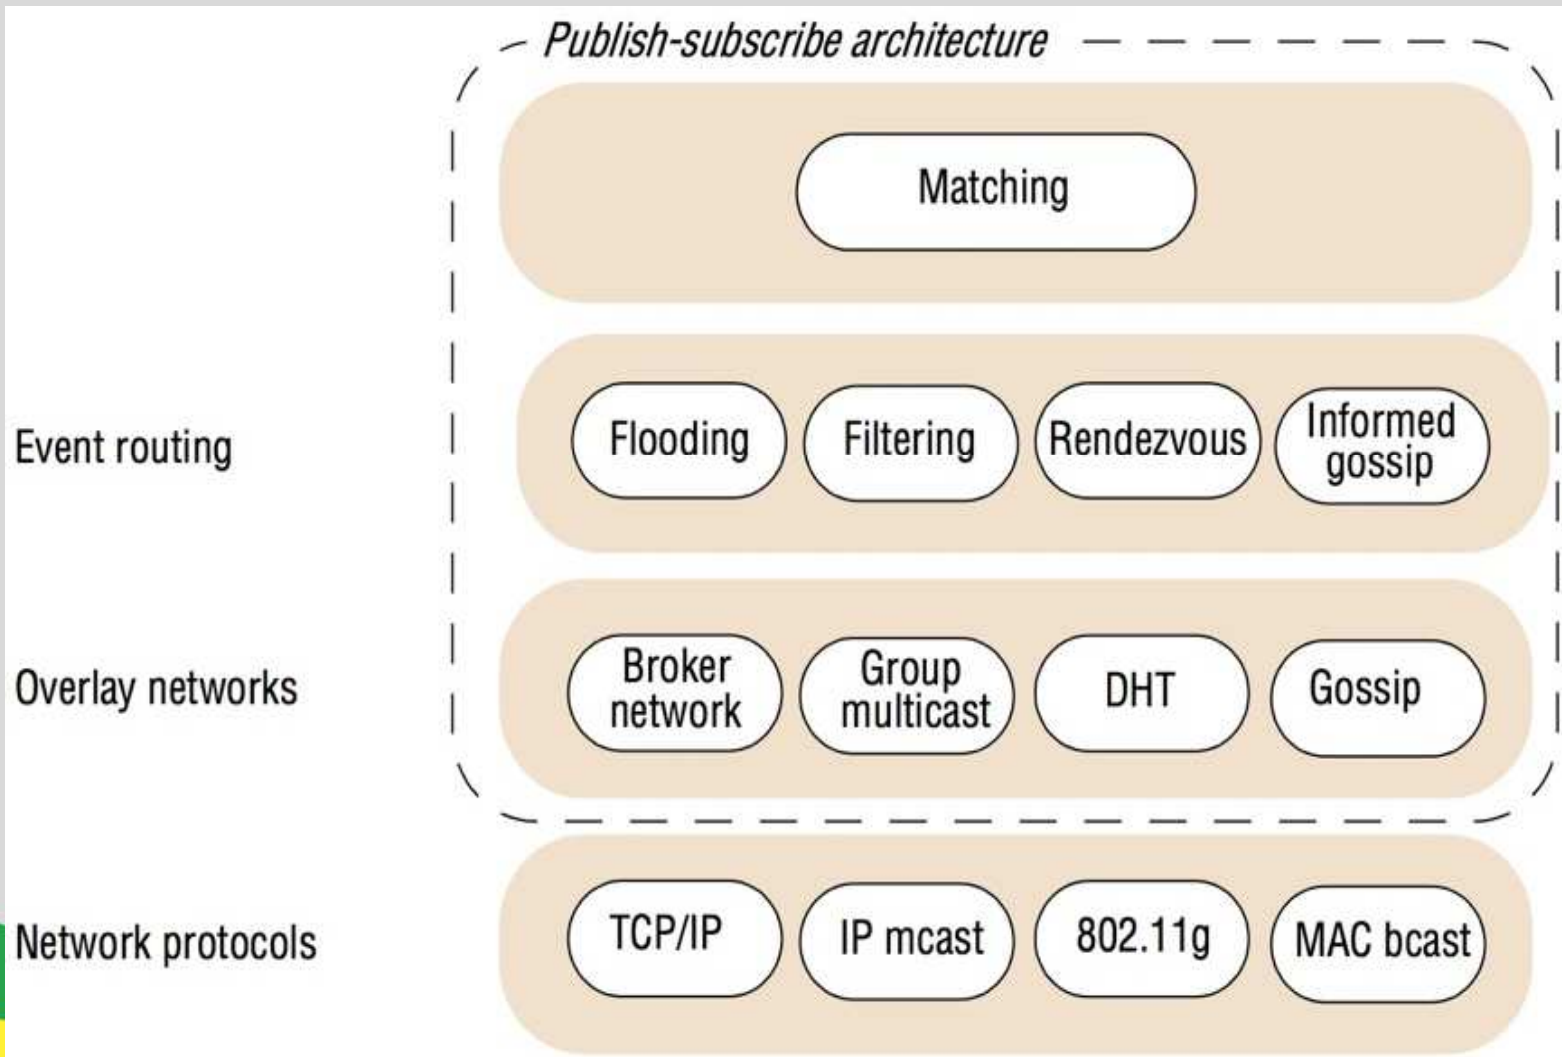 Publish-subscribe architecture
Matching
Event routing
Flooding
Filtering
Rendezvous
Informed
gossip
Overlay networks
Broker
network
Group
multicast
DHT
Gossip
Network protocols
TCP/IP
IP mcast
802.11g
MAC bcast